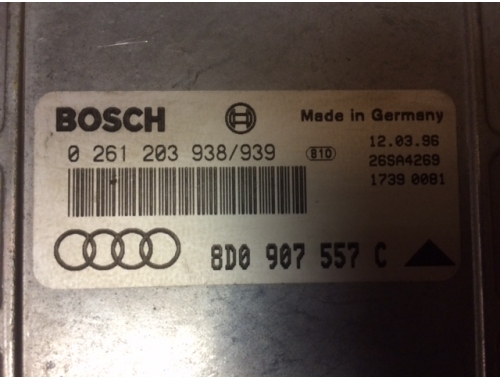 BOSCH
Made in Germany
0 261 203 938/939
810
12.03.96
26SA4269
1739 0081
8D0 907 557 C